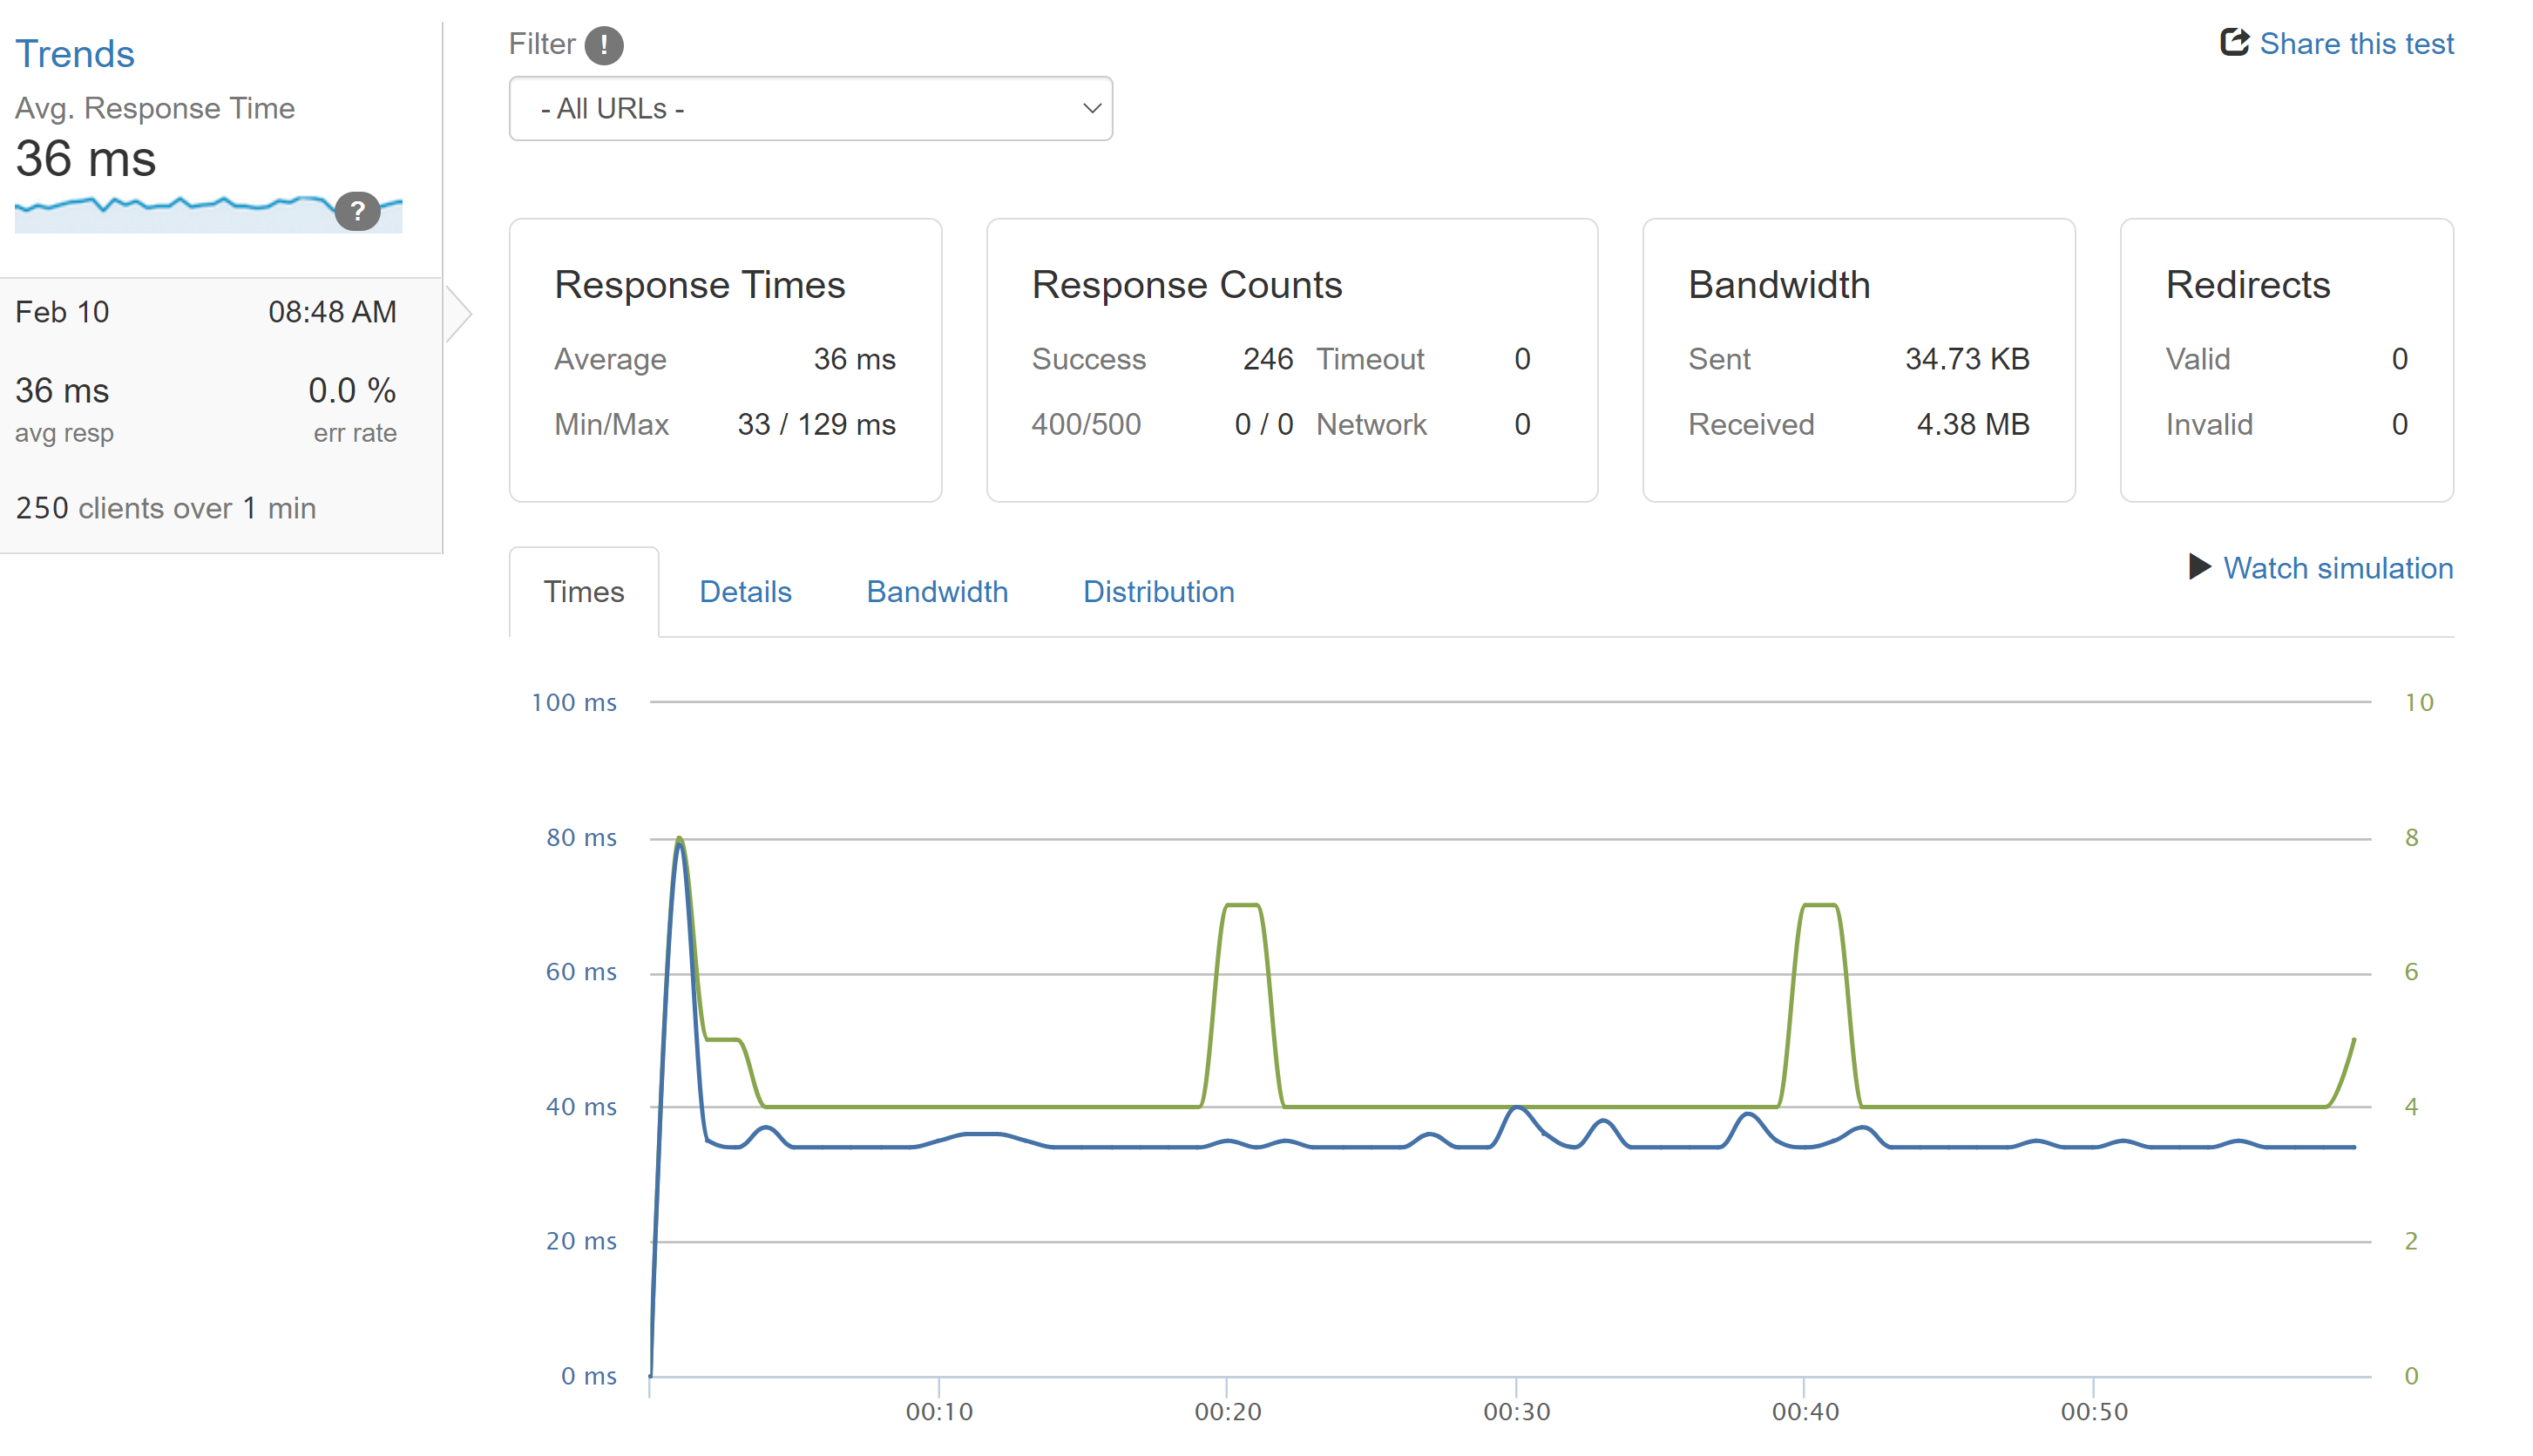 Trends
Avg. Response Time
36 ms
?
Feb 10 08:48 AM
36 ms 0.0 %
avg resp err rate
250 clients over 1 min
Filter !
- All URLs -
Share this test
Response Times
Average 36 ms
Min/Max 33 / 129 ms
Response Counts
Success 246 Timeout 0
400/500 0 / 0 Network 0
Bandwidth
Sent 34.73 KB
Received 4.38 MB
Redirects
Valid 0
Invalid 0
Times Details Bandwidth Distribution
Watch simulation
100 ms 10
80 ms 8
60 ms 6
40 ms 4
20 ms 2
0 ms 0
00:10 00:20 00:30 00:40 00:50